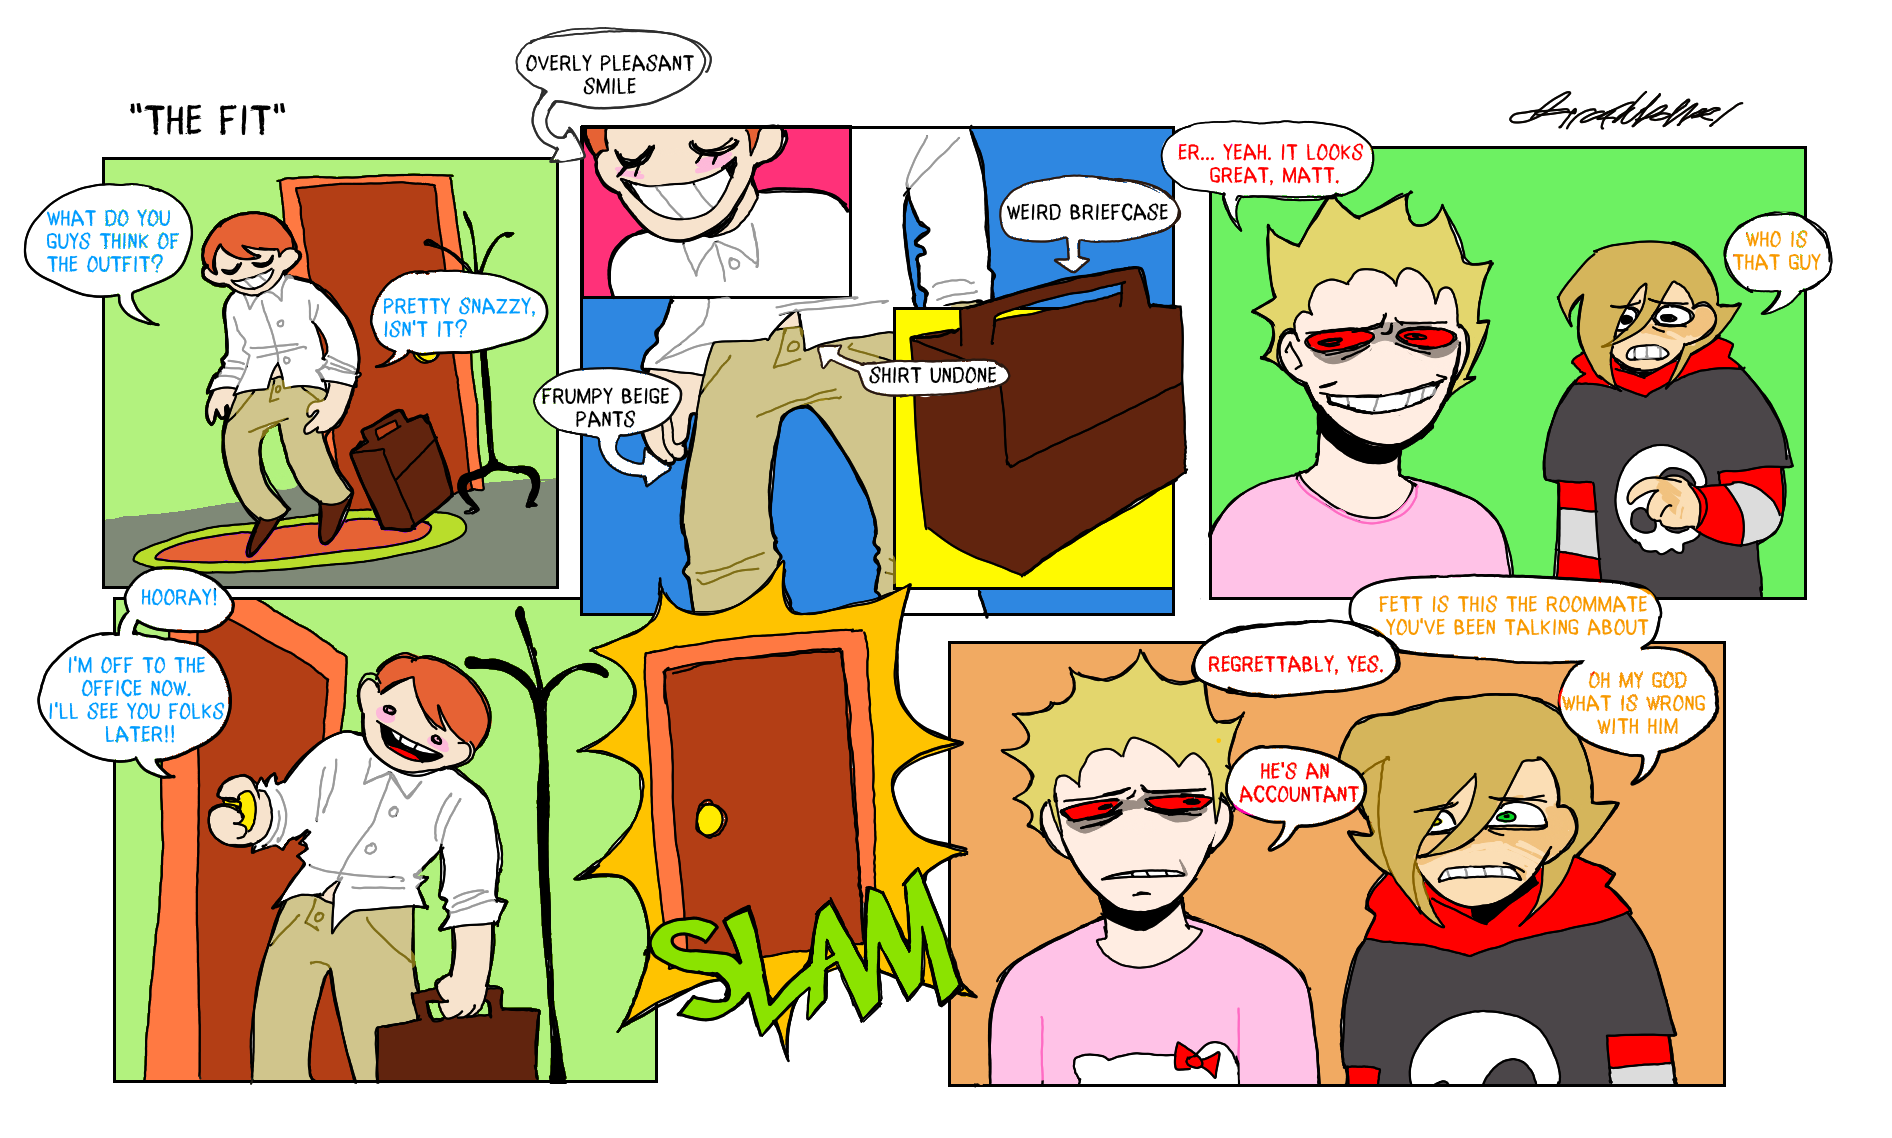 "THE FIT"
WHAT DO YOU
GUYS THINK OF
THE OUTFIT?
PRETTY SNAZZY,
ISN'T IT?
OVERLY PLEASANT
SMILE
WEIRD BRIEFCASE
SHIRT UNDONE
FRUMPY BEIGE
PANTS
ER... YEAH. IT LOOKS
GREAT, MATT.
WHO IS
THAT GUY
HOORAY!
I'M OFF TO THE
OFFICE NOW.
I'LL SEE YOU FOLKS
LATER!!
SLAM
FETT IS THIS THE ROOMMATE
YOU'VE BEEN TALKING ABOUT
REGRETTABLY, YES.
OH MY GOD
WHAT IS WRONG
WITH HIM
HE'S AN
ACCOUNTANT